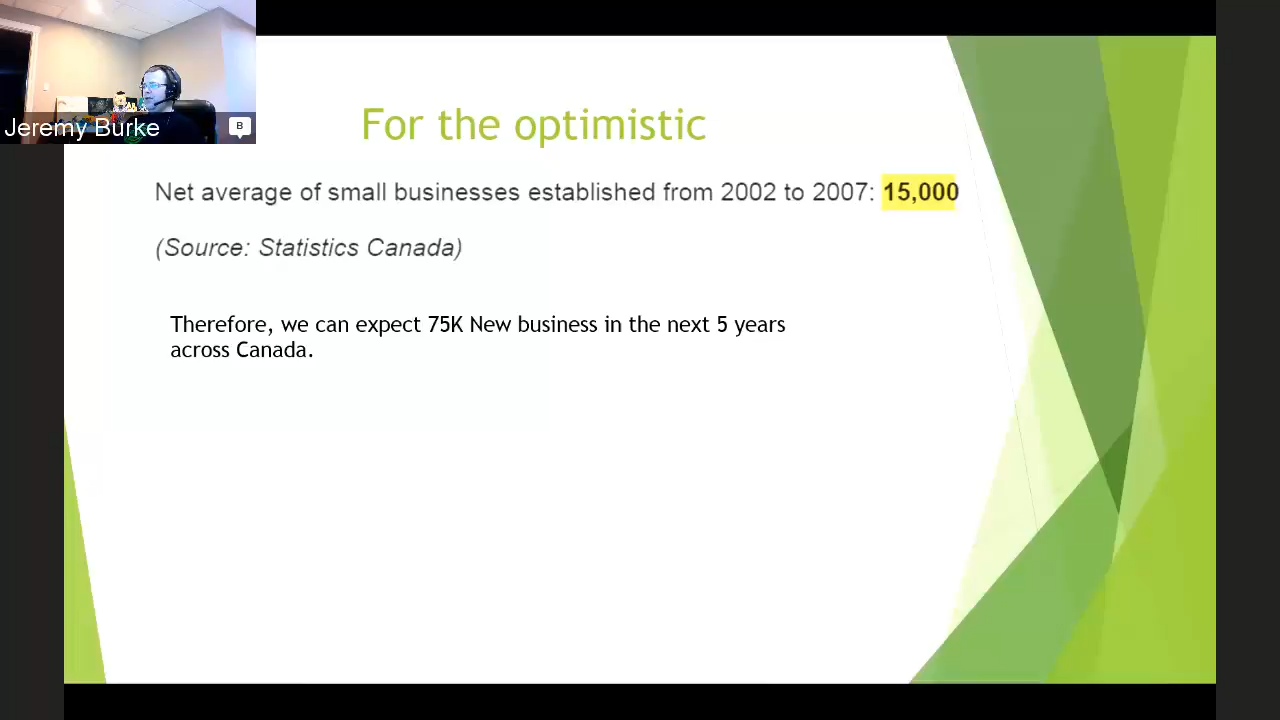 Jeremy Burke
B
For the optimistic
Net average of small businesses established from 2002 to 2007: 15,000
(Source: Statistics Canada)
Therefore, we can expect 75K New business in the next 5 years
across Canada.